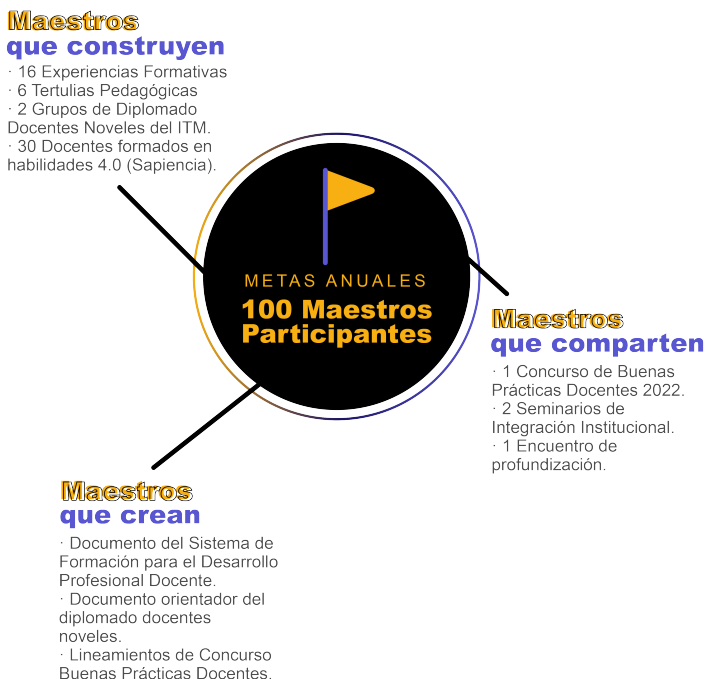 Maestros
que construyen
· 16 Experiencias Formativas
· 6 Tertulias Pedagógicas
· 2 Grupos de Diplomado
Docentes Noveles del ITM.
· 30 Docentes formados en
habilidades 4.0 (Sapiencia).
METAS ANUALES
100 Maestros
Participantes
Maestros
que comparten
· 1 Concurso de Buenas
Prácticas Docentes 2022.
· 2 Seminarios de
Integración Institucional.
· 1 Encuentro de
profundización.
Maestros
que crean
· Documento del Sistema de
Formación para el Desarrollo
Profesional Docente.
· Documento orientador del
diplomado docentes
noveles.
· Lineamientos de Concurso
Buenas Prácticas Docentes.